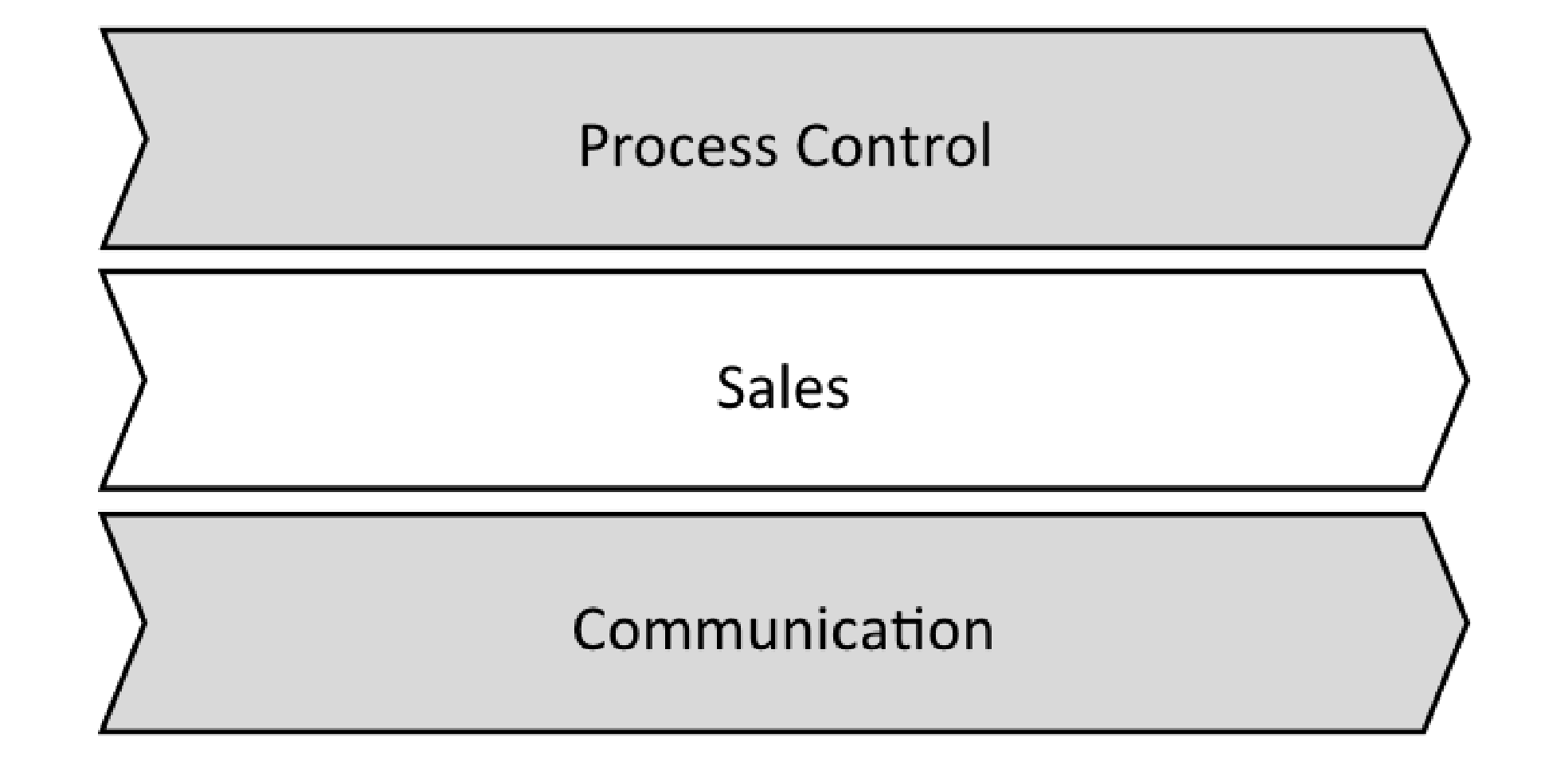 Process Control
Sales
Communication